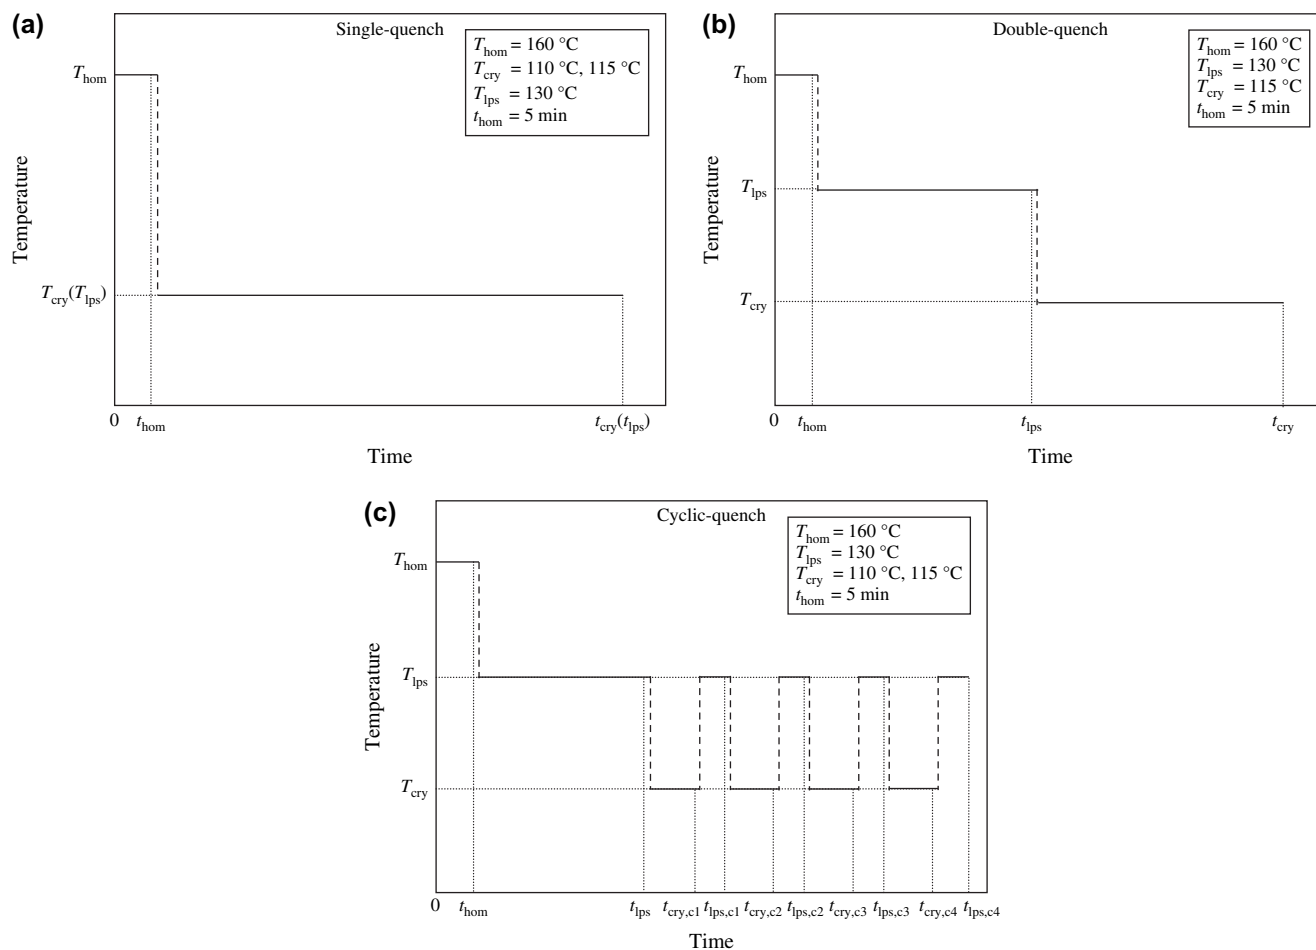 (a)
Single-quench
T_hom = 160 °C
T_cry = 110 °C, 115 °C
T_lps = 130 °C
t_hom = 5 min
T_hom
T_cry(T_lps)
Temperature
0 t_hom t_cry(t_lps)
Time
(b)
Double-quench
T_hom = 160 °C
T_lps = 130 °C
T_cry = 115 °C
t_hom = 5 min
T_hom
T_lps
T_cry
Temperature
0 t_hom t_lps t_cry
Time
(c)
Cyclic-quench
T_hom = 160 °C
T_lps = 130 °C
T_cry = 110 °C, 115 °C
t_hom = 5 min
T_hom
T_lps
T_cry
Temperature
0 t_hom t_lps t_cry,c1 t_lps,c1 t_cry,c2 t_lps,c2 t_cry,c3 t_lps,c3 t_cry,c4 t_lps,c4
Time